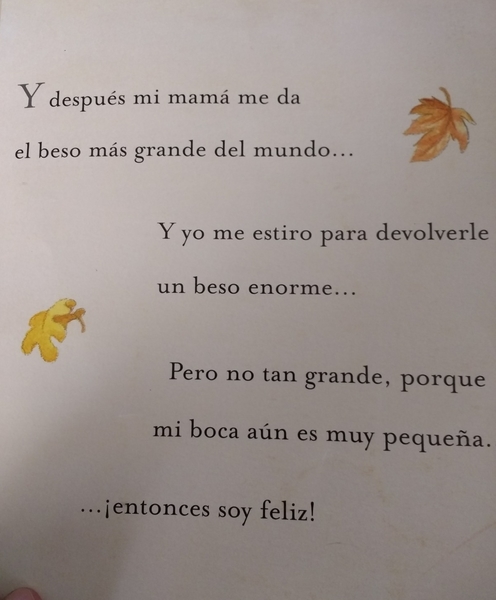 Y después mi mamá me da
el beso más grande del mundo...
Y yo me estiro para devolverle
un beso enorme...
Pero no tan grande, porque
mi boca aún es muy pequeña.
...¡entonces soy feliz!